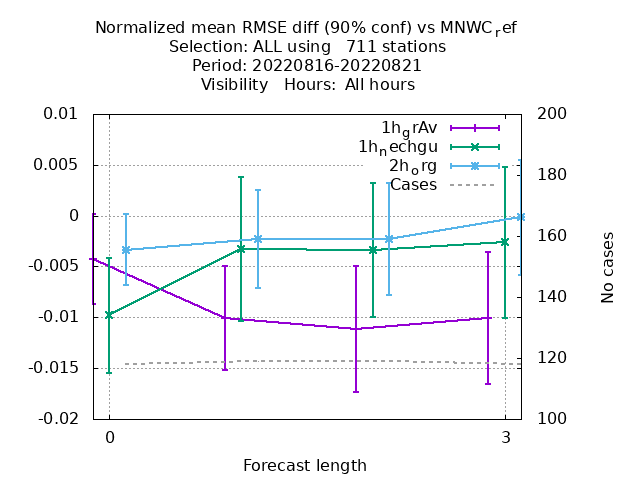 Normalized mean RMSE diff (90% conf) vs MNWC_ref
Selection: ALL using 711 stations
Period: 20220816-20220821
Visibility Hours: All hours
0.01
0.005
0
-0.005
-0.01
-0.015
-0.02
200
180
160
140
120
100
1h_grAv
1h_nechgu
2h_org
Cases
No cases
0
3
Forecast length